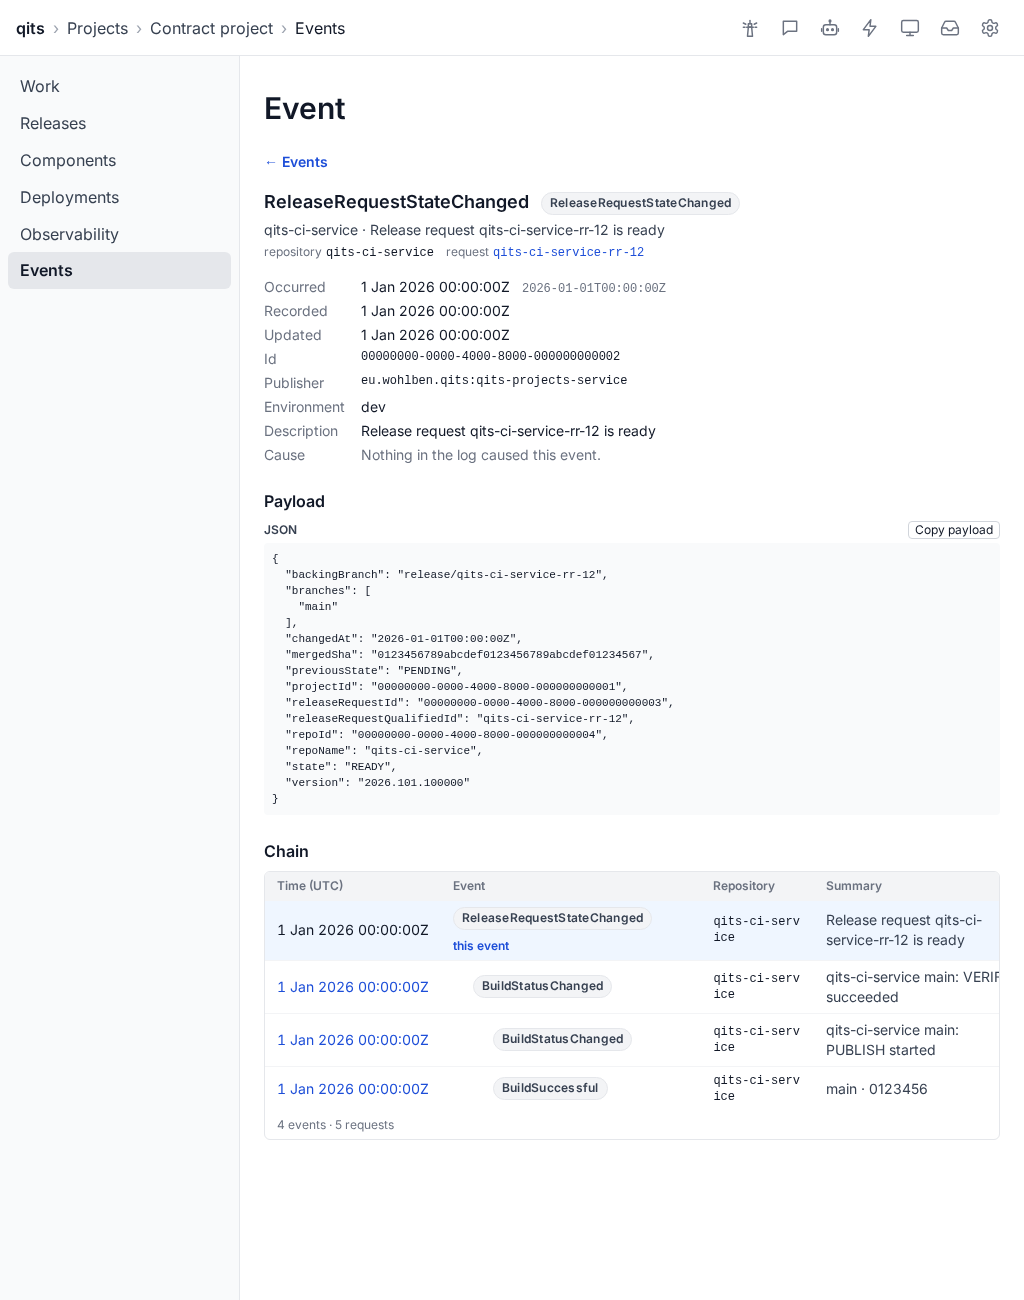 qits › Projects › Contract project › Events
Work
Releases
Components
Deployments
Observability
Events
Event
← Events
ReleaseRequestStateChanged ReleaseRequestStateChanged
qits-ci-service · Release request qits-ci-service-rr-12 is ready
repository qits-ci-service request qits-ci-service-rr-12
Occurred 1 Jan 2026 00:00:00Z 2026-01-01T00:00:00Z
Recorded 1 Jan 2026 00:00:00Z
Updated 1 Jan 2026 00:00:00Z
Id 00000000-0000-4000-8000-000000000002
Publisher eu.wohlben.qits:qits-projects-service
Environment dev
Description Release request qits-ci-service-rr-12 is ready
Cause Nothing in the log caused this event.
Payload
JSON Copy payload
{
"backingBranch": "release/qits-ci-service-rr-12",
"branches": [
"main"
],
"changedAt": "2026-01-01T00:00:00Z",
"mergedSha": "0123456789abcdef0123456789abcdef01234567",
"previousState": "PENDING",
"projectId": "00000000-0000-4000-8000-000000000001",
"releaseRequestId": "00000000-0000-4000-8000-000000000003",
"releaseRequestQualifiedId": "qits-ci-service-rr-12",
"repoId": "00000000-0000-4000-8000-000000000004",
"repoName": "qits-ci-service",
"state": "READY",
"version": "2026.101.100000"
}
Chain
Time (UTC) Event Repository Summary
1 Jan 2026 00:00:00Z ReleaseRequestStateChanged this event qits-ci-serv
ice Release request qits-ci-
service-rr-12 is ready
1 Jan 2026 00:00:00Z BuildStatusChanged qits-ci-serv
ice qits-ci-service main: VERIF
succeeded
1 Jan 2026 00:00:00Z BuildStatusChanged qits-ci-serv
ice qits-ci-service main:
PUBLISH started
1 Jan 2026 00:00:00Z BuildSuccessful qits-ci-serv
ice main · 0123456
4 events · 5 requests